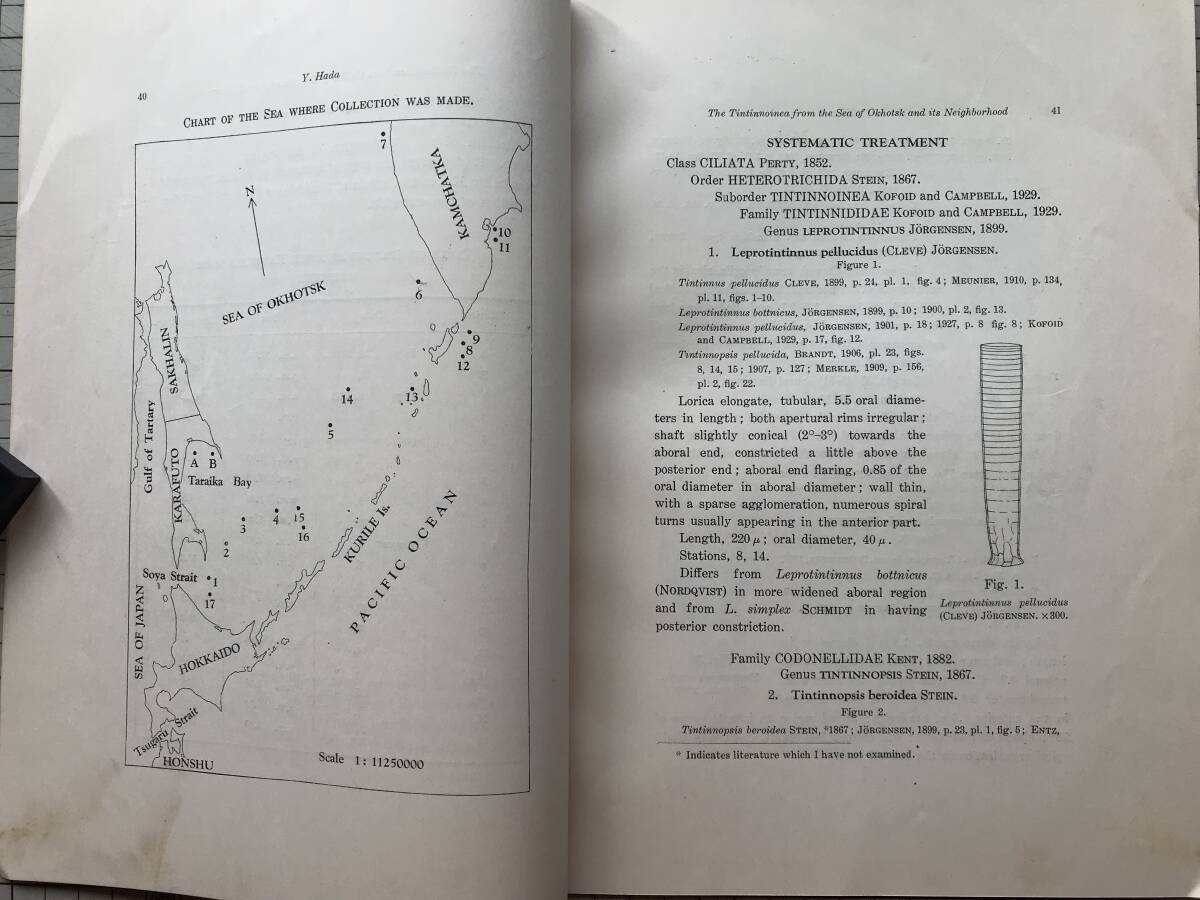 40
Y. Hada
CHART OF THE SEA WHERE COLLECTION WAS MADE.
7
N
KAMCHATKA
10
11
SEA OF OKHOTSK
6
9
8
12
SAKHALIN
14
13
5
Gulf of Tartary
A B
Taraika Bay
KARAFUTO
4
15
3
16
2
KURILE Is.
PACIFIC OCEAN
Soya Strait
1
17
SEA OF JAPAN
HOKKAIDO
Tsugaru Strait
HONSHU
Scale 1 : 11250000
The Tintinnoinea from the Sea of Okhotsk and its Neighborhood
41
SYSTEMATIC TREATMENT
Class CILIATA PERTY, 1852.
Order HETEROTRICHIDA STEIN, 1867.
Suborder TINTINNOINEA KOFOID and CAMPBELL, 1929.
Family TINTINNIDIDAE KOFOID and CAMPBELL, 1929.
Genus LEPROTINTINNUS JÖRGENSEN, 1899.
1. Leprotintinnus pellucidus (CLEVE) JÖRGENSEN.
Figure 1.
Tintinnus pellucidus CLEVE, 1899, p. 24, pl. 1, fig. 4 ; MEUNIER, 1910, p. 134,
pl. 11, figs. 1–10.
Leprotintinnus bottnicus, JÖRGENSEN, 1899, p. 10 ; 1900, pl. 2, fig. 13.
Leprotintinnus pellucidus, JÖRGENSEN, 1901, p. 18 ; 1927, p. 8 fig. 8 ; KOFOID
and CAMPBELL, 1929, p. 17, fig. 12.
Tintinnopsis pellucida, BRANDT, 1906, pl. 23, figs.
8, 14, 15 ; 1907, p. 127 ; MERKLE, 1909, p. 156,
pl. 2, fig. 22.
Lorica elongate, tubular, 5.5 oral diame-
ters in length ; both apertural rims irregular ;
shaft slightly conical (2°–3°) towards the
aboral end, constricted a little above the
posterior end ; aboral end flaring, 0.85 of the
oral diameter in aboral diameter ; wall thin,
with a sparse agglomeration, numerous spiral
turns usually appearing in the anterior part.
Length, 220 μ ; oral diameter, 40 μ.
Stations, 8, 14.
Differs from Leprotintinnus bottnicus
(NORDQVIST) in more widened aboral region
and from L. simplex SCHMIDT in having
posterior constriction.
Fig. 1.
Leprotintinnus pellucidus
(CLEVE) JÖRGENSEN. ×300.
Family CODONELLIDAE KENT, 1882.
Genus TINTINNOPSIS STEIN, 1867.
2. Tintinnopsis beroidea STEIN.
Figure 2.
Tintinnopsis beroidea STEIN, *1867 ; JÖRGENSEN, 1899, p. 23, pl. 1, fig. 5 ; ENTZ,
* Indicates literature which I have not examined.